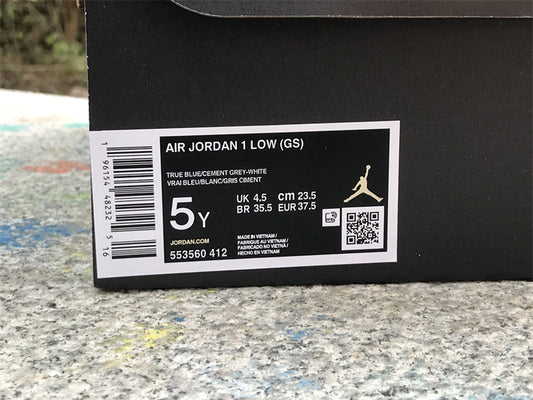 AIR JORDAN 1 LOW (GS)
TRUE BLUE/CEMENT GREY-WHITE
VRAI BLEU/BLANC/GRIS CIMENT
5Y
UK 4.5 cm 23.5
BR 35.5 EUR 37.5
JORDAN.COM
553560 412
MADE IN VIETNAM /
FABRIQUE AU VIETNAM /
FABRICADO NO VIETNÃ /
HECHO EN VIETNAM
1 96154 48232 5 16